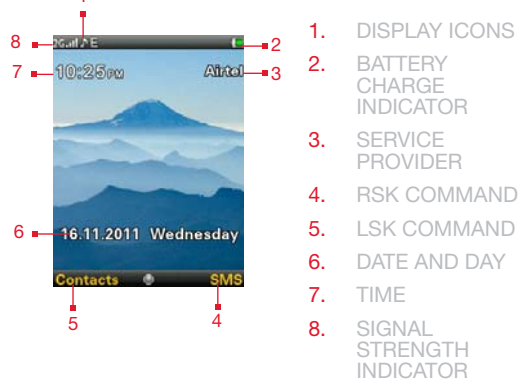 8
2G E
2
7
10:25PM
Airtel
3
6
16.11.2011 Wednesday
Contacts
SMS
5
4
1. DISPLAY ICONS
2. BATTERY
CHARGE
INDICATOR
3. SERVICE
PROVIDER
4. RSK COMMAND
5. LSK COMMAND
6. DATE AND DAY
7. TIME
8. SIGNAL
STRENGTH
INDICATOR